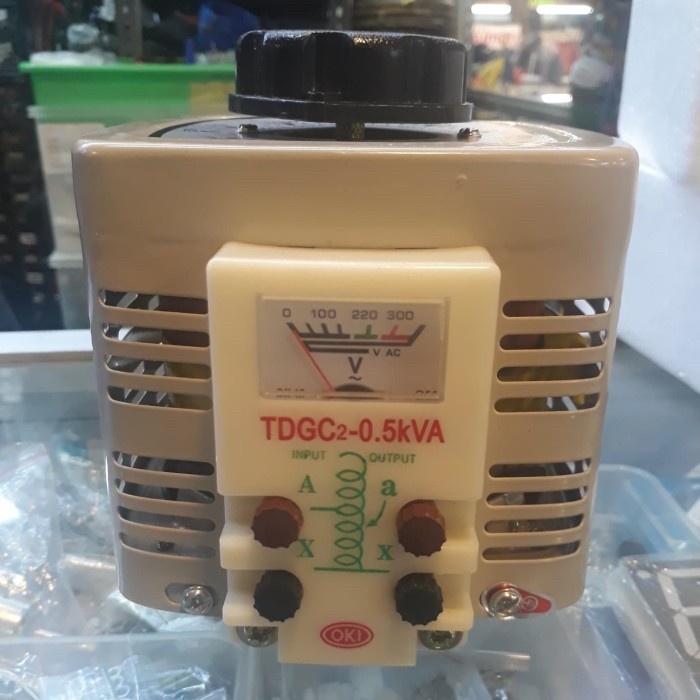 0 100 220 300
V AC
V
~
TDGC2-0.5kVA
INPUT OUTPUT
A a
X x
OKI